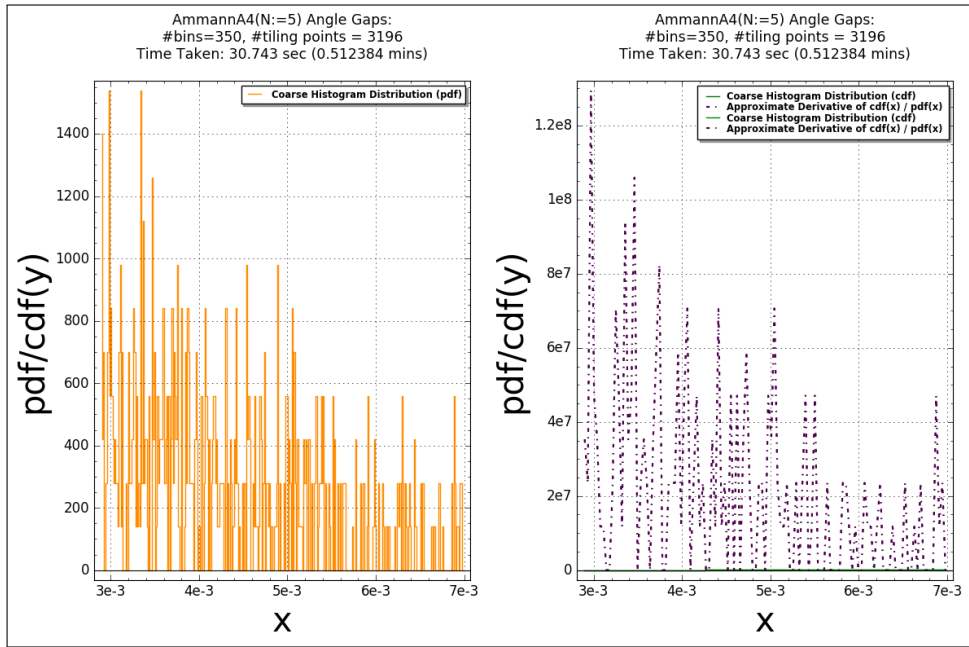 AmmannA4(N:=5) Angle Gaps:
#bins=350, #tiling points = 3196
Time Taken: 30.743 sec (0.512384 mins)
Coarse Histogram Distribution (pdf)
pdf/cdf(y)
1400
1200
1000
800
600
400
200
0
3e-3 4e-3 5e-3 6e-3 7e-3
x
AmmannA4(N:=5) Angle Gaps:
#bins=350, #tiling points = 3196
Time Taken: 30.743 sec (0.512384 mins)
Coarse Histogram Distribution (cdf)
Approximate Derivative of cdf(x) / pdf(x)
Coarse Histogram Distribution (cdf)
Approximate Derivative of cdf(x) / pdf(x)
pdf/cdf(y)
1.2e8
1e8
8e7
6e7
4e7
2e7
0
3e-3 4e-3 5e-3 6e-3 7e-3
x